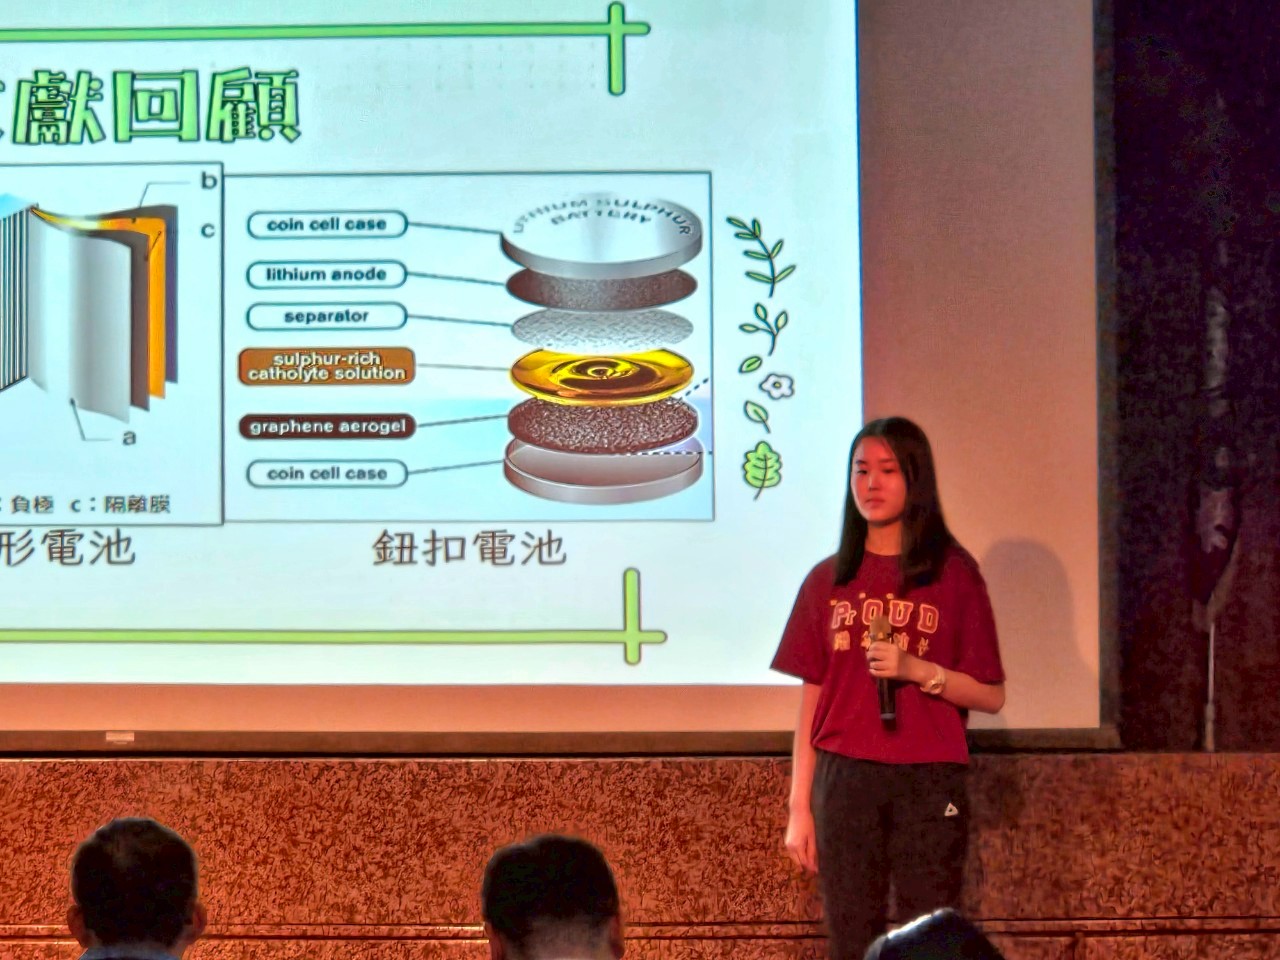 獻回顧
b
c
a
負極 c：隔離膜
形電池
LITHIUM SULPHUR
BATTERY
coin cell case
lithium anode
separator
sulphur-rich
catholyte solution
graphene aerogel
coin cell case
鈕扣電池
PrOUD